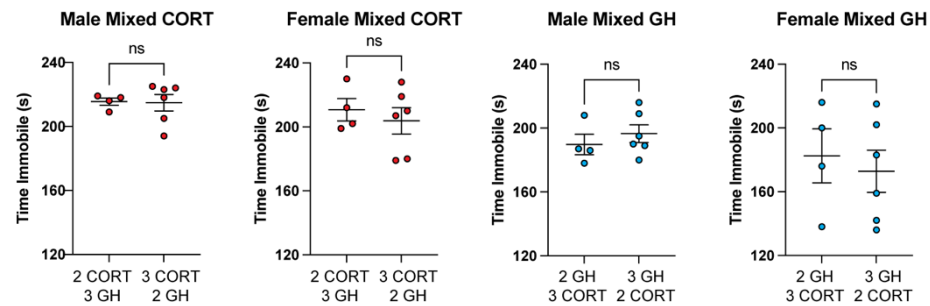 Male Mixed CORT
Time Immobile (s)
240
200
160
120
ns
2 CORT
3 GH
3 CORT
2 GH
Female Mixed CORT
Time Immobile (s)
240
200
160
120
ns
2 CORT
3 GH
3 CORT
2 GH
Male Mixed GH
Time Immobile (s)
240
200
160
120
ns
2 GH
3 CORT
3 GH
2 CORT
Female Mixed GH
Time Immobile (s)
240
200
160
120
ns
2 GH
3 CORT
3 GH
2 CORT